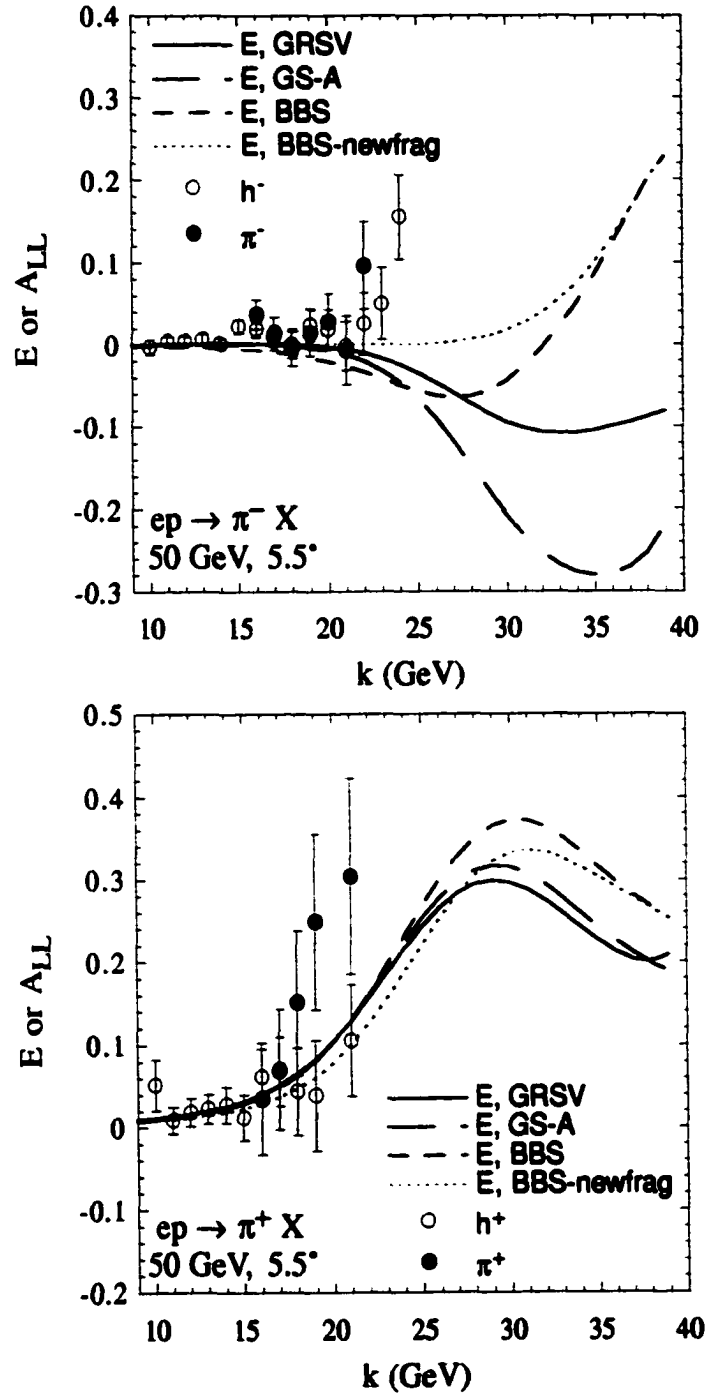 0.4
0.3
0.2
0.1
0
-0.1
-0.2
-0.3
E or A_LL
E, GRSV
E, GS-A
E, BBS
E, BBS-newfrag
h⁻
π⁻
ep → π⁻ X
50 GeV, 5.5°
10 15 20 25 30 35 40
k (GeV)
0.5
0.4
0.3
0.2
0.1
0
-0.1
-0.2
E or A_LL
E, GRSV
E, GS-A
E, BBS
E, BBS-newfrag
h⁺
π⁺
ep → π⁺ X
50 GeV, 5.5°
10 15 20 25 30 35 40
k (GeV)